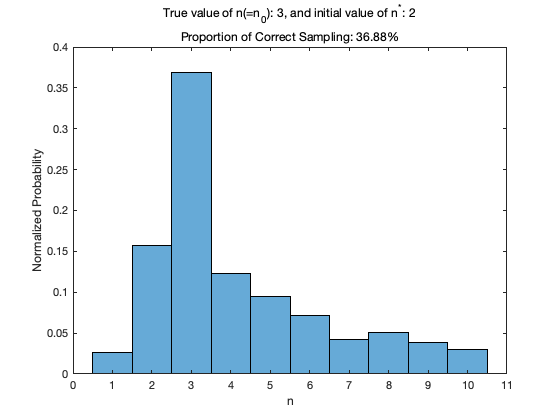 True value of n(=n0): 3, and initial value of n*: 2
Proportion of Correct Sampling: 36.88%
0.4
0.35
0.3
0.25
0.2
0.15
0.1
0.05
0
Normalized Probability
0 1 2 3 4 5 6 7 8 9 10 11
n